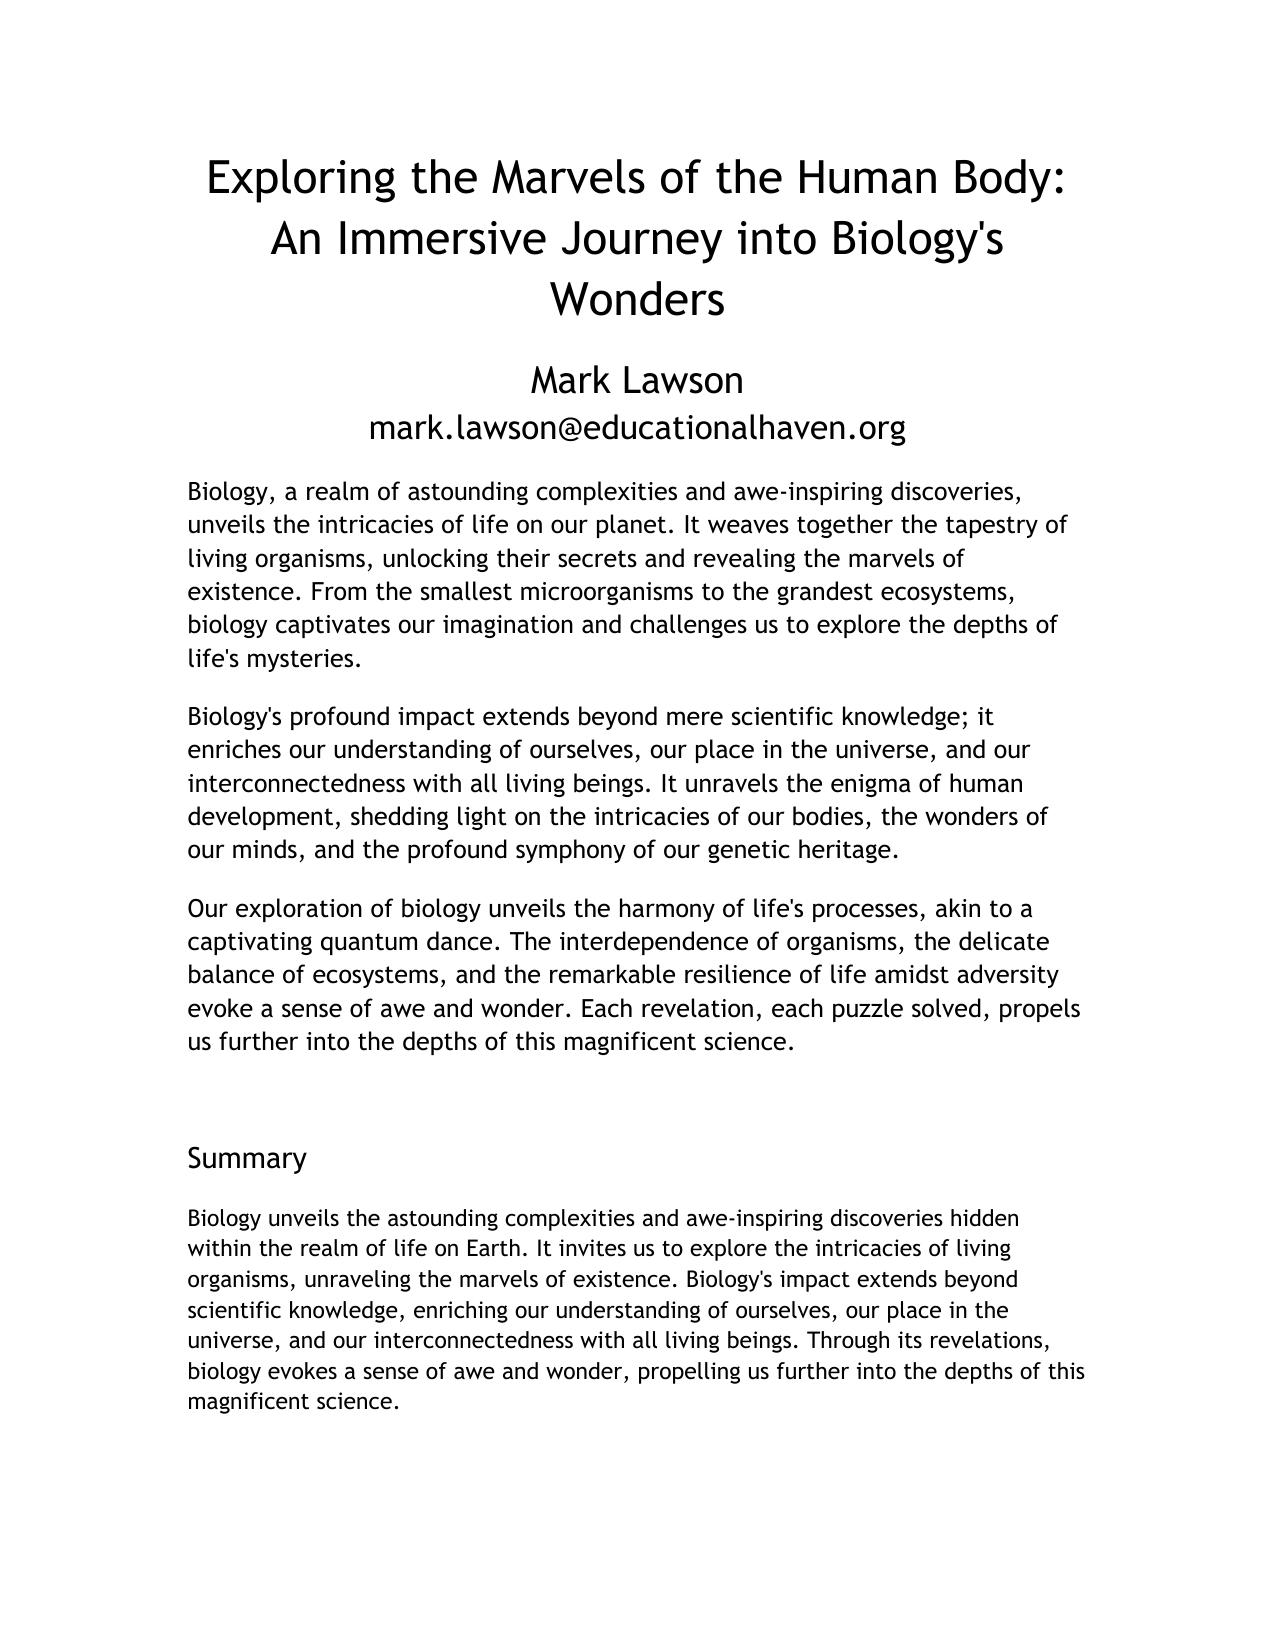 Exploring the Marvels of the Human Body:
An Immersive Journey into Biology's
Wonders
Mark Lawson
mark.lawson@educationalhaven.org
Biology, a realm of astounding complexities and awe-inspiring discoveries,
unveils the intricacies of life on our planet. It weaves together the tapestry of
living organisms, unlocking their secrets and revealing the marvels of
existence. From the smallest microorganisms to the grandest ecosystems,
biology captivates our imagination and challenges us to explore the depths of
life's mysteries.
Biology's profound impact extends beyond mere scientific knowledge; it
enriches our understanding of ourselves, our place in the universe, and our
interconnectedness with all living beings. It unravels the enigma of human
development, shedding light on the intricacies of our bodies, the wonders of
our minds, and the profound symphony of our genetic heritage.
Our exploration of biology unveils the harmony of life's processes, akin to a
captivating quantum dance. The interdependence of organisms, the delicate
balance of ecosystems, and the remarkable resilience of life amidst adversity
evoke a sense of awe and wonder. Each revelation, each puzzle solved, propels
us further into the depths of this magnificent science.
Summary
Biology unveils the astounding complexities and awe-inspiring discoveries hidden
within the realm of life on Earth. It invites us to explore the intricacies of living
organisms, unraveling the marvels of existence. Biology's impact extends beyond
scientific knowledge, enriching our understanding of ourselves, our place in the
universe, and our interconnectedness with all living beings. Through its revelations,
biology evokes a sense of awe and wonder, propelling us further into the depths of this
magnificent science.